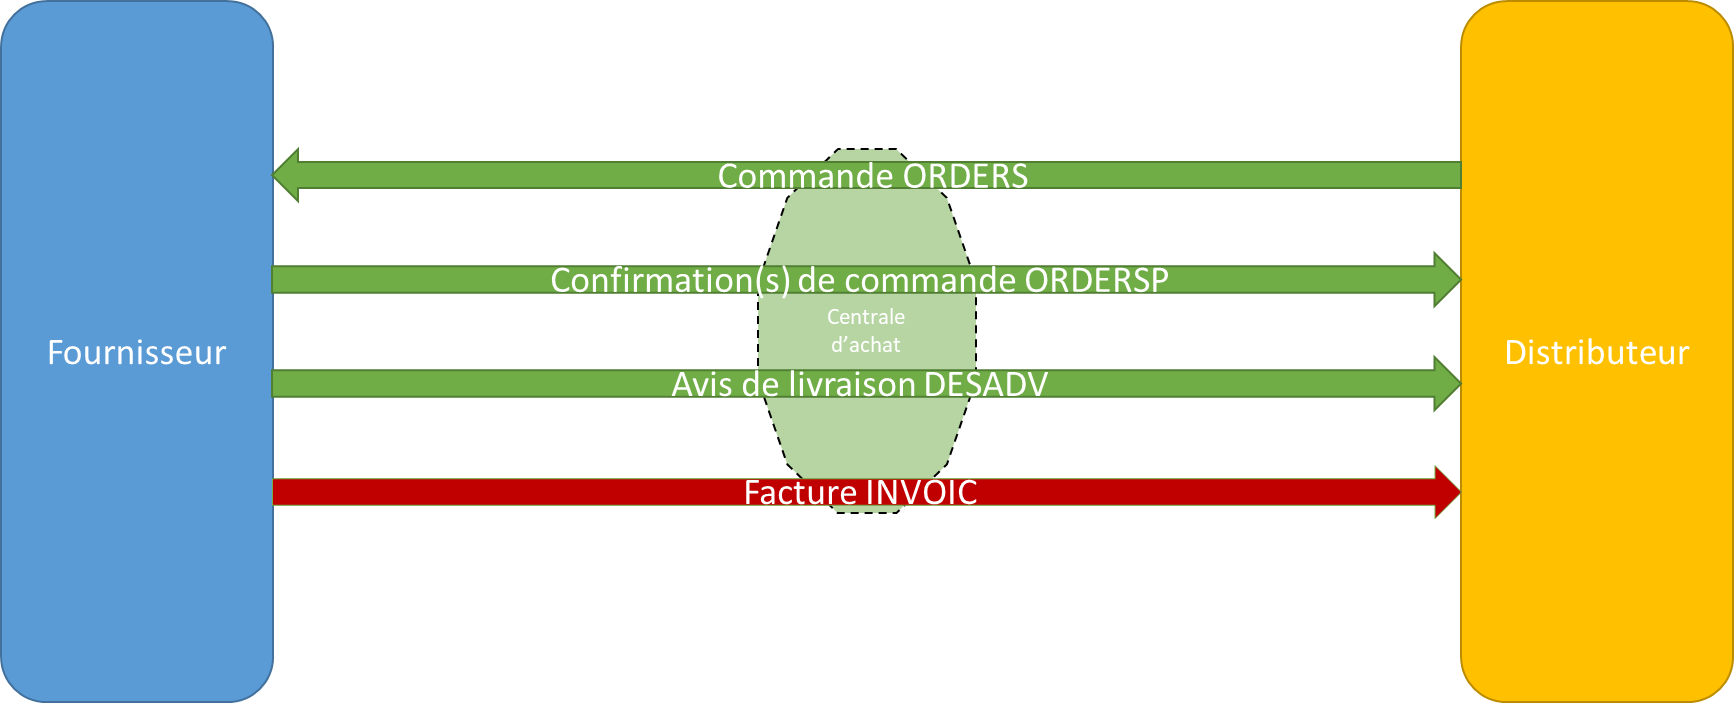 Commande ORDERS
Confirmation(s) de commande ORDERSP
Centrale
d’achat
Fournisseur
Distributeur
Avis de livraison DESADV
Facture INVOIC